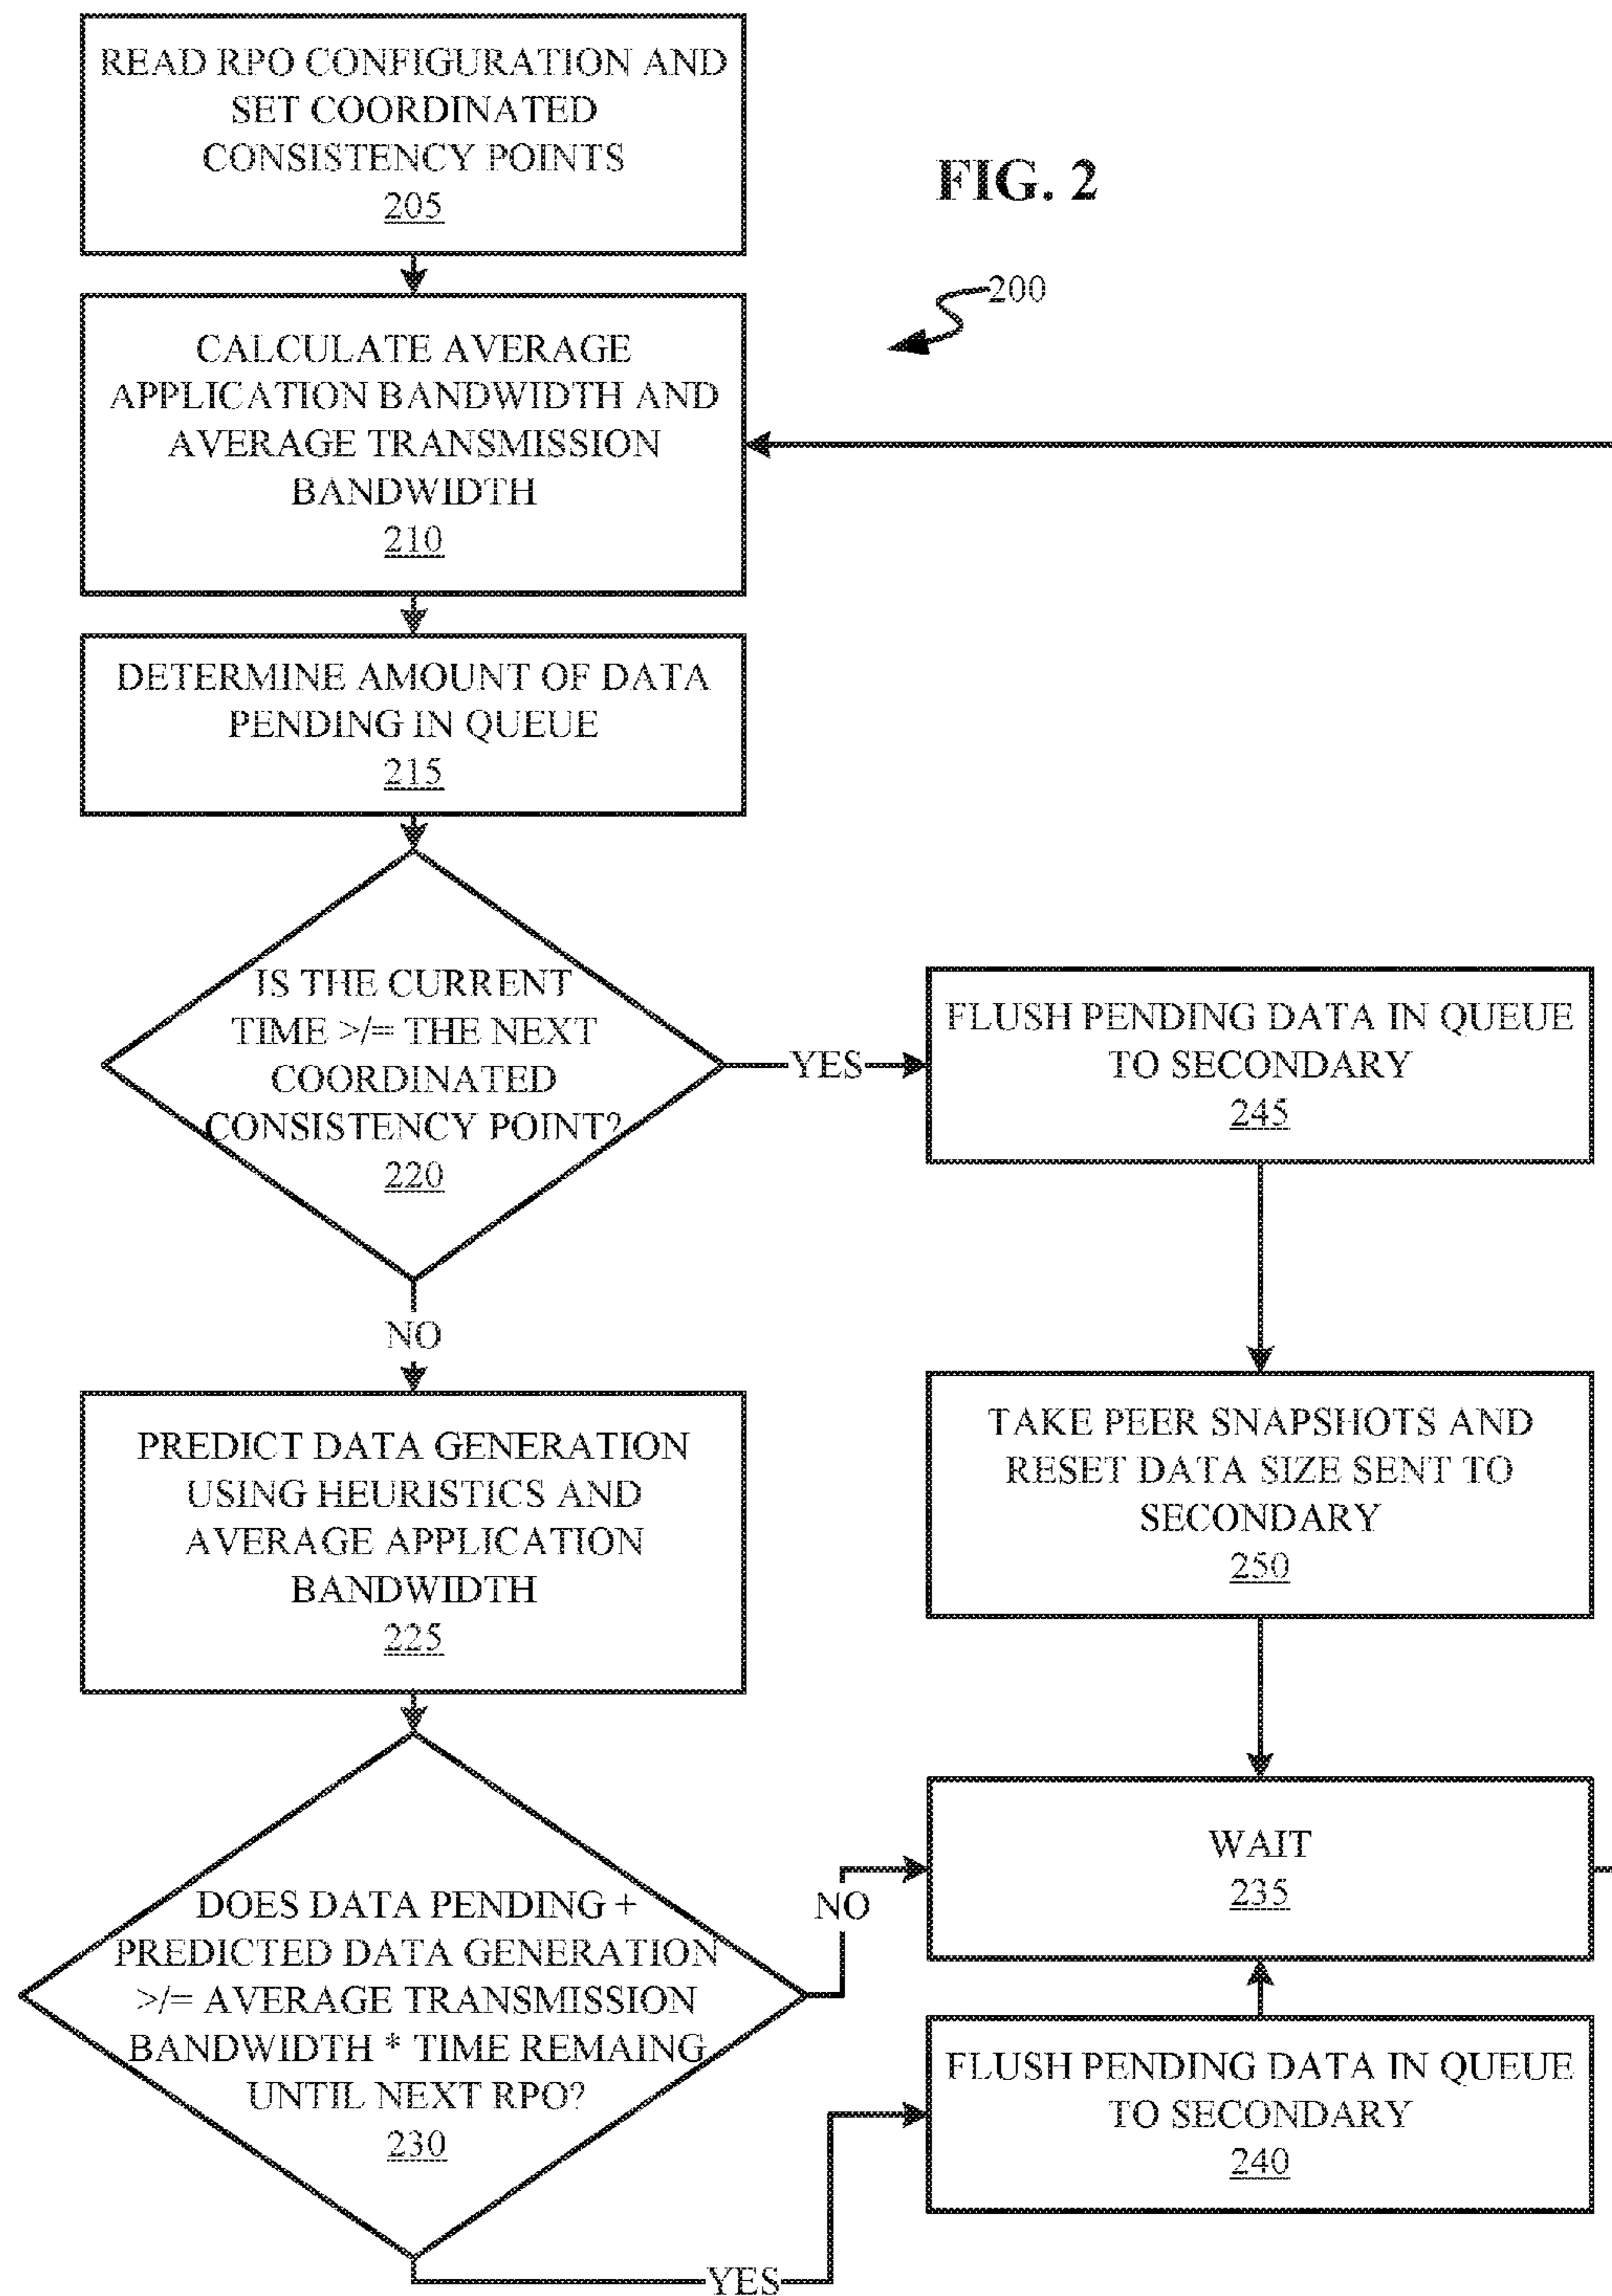 READ RPO CONFIGURATION AND
SET COORDINATED
CONSISTENCY POINTS
205
FIG. 2
200
CALCULATE AVERAGE
APPLICATION BANDWIDTH AND
AVERAGE TRANSMISSION
BANDWIDTH
210
DETERMINE AMOUNT OF DATA
PENDING IN QUEUE
215
IS THE CURRENT
TIME >/= THE NEXT
COORDINATED
CONSISTENCY POINT?
220
YES
FLUSH PENDING DATA IN QUEUE
TO SECONDARY
245
NO
PREDICT DATA GENERATION
USING HEURISTICS AND
AVERAGE APPLICATION
BANDWIDTH
225
TAKE PEER SNAPSHOTS AND
RESET DATA SIZE SENT TO
SECONDARY
250
DOES DATA PENDING +
PREDICTED DATA GENERATION
>/= AVERAGE TRANSMISSION
BANDWIDTH * TIME REMAING
UNTIL NEXT RPO?
230
NO
WAIT
235
YES
FLUSH PENDING DATA IN QUEUE
TO SECONDARY
240